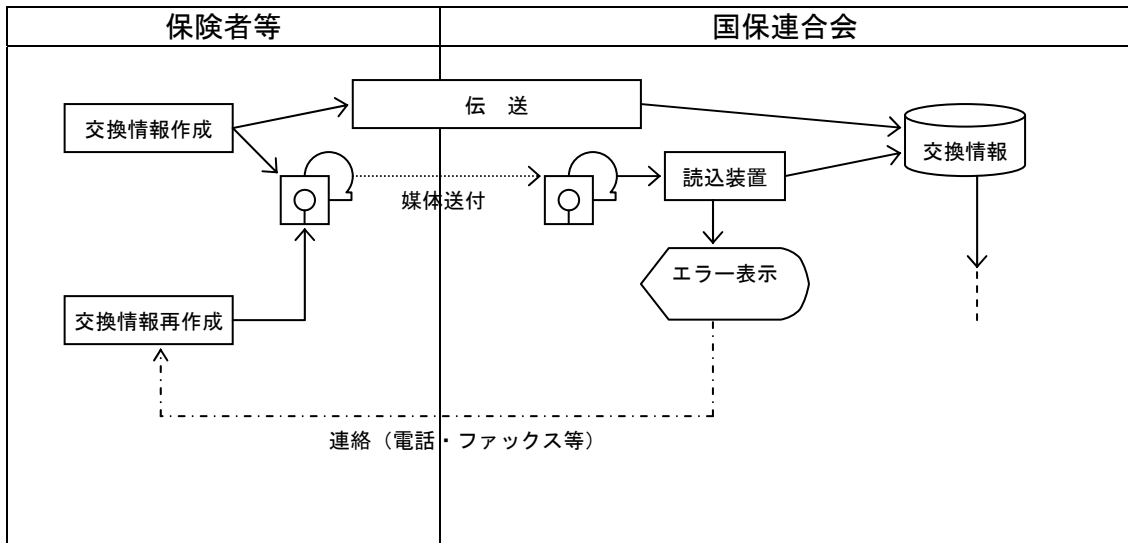 保険者等
国保連合会
伝　送
交換情報作成
交換情報
読込装置
媒体送付
エラー表示
交換情報再作成
連絡（電話・ファックス等）